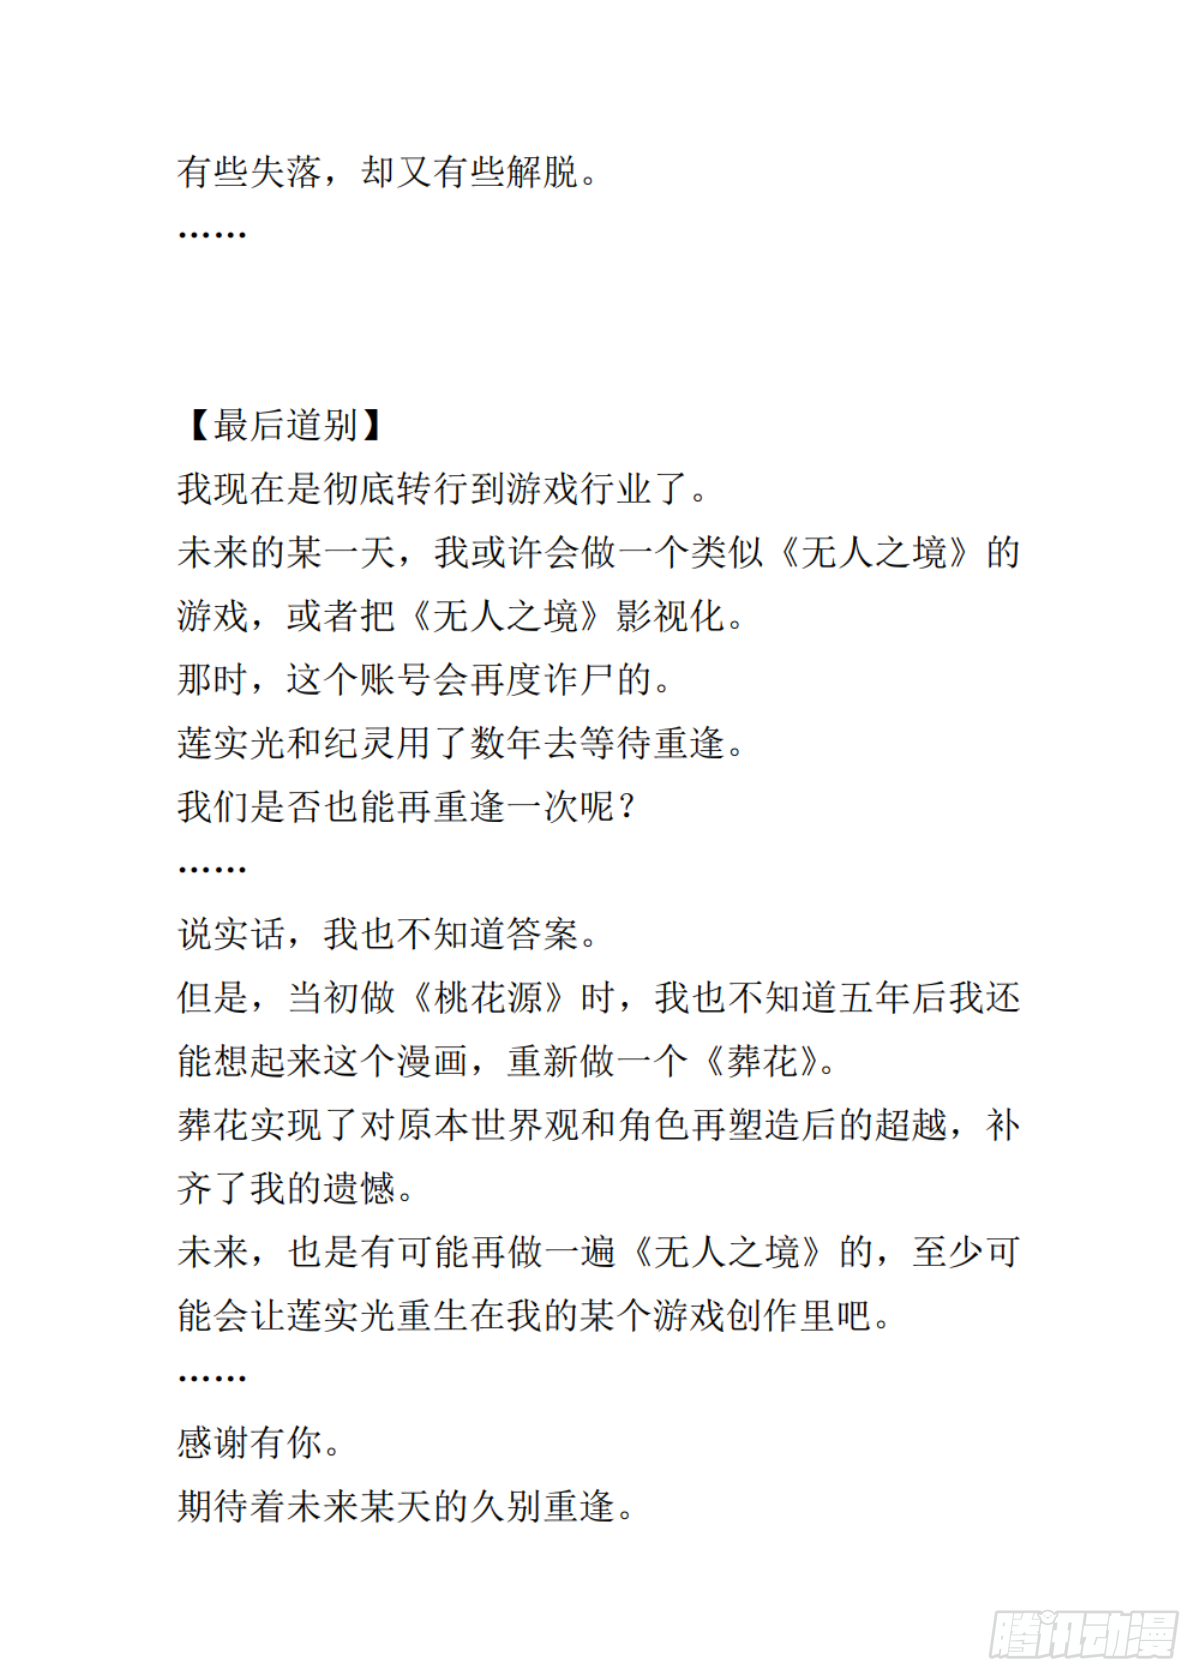 有些失落，却又有些解脱。
……
【最后道别】
我现在是彻底转行到游戏行业了。
未来的某一天，我或许会做一个类似《无人之境》的
游戏，或者把《无人之境》影视化。
那时，这个账号会再度诈尸的。
莲实光和纪灵用了数年去等待重逢。
我们是否也能再重逢一次呢？
……
说实话，我也不知道答案。
但是，当初做《桃花源》时，我也不知道五年后我还
能想起来这个漫画，重新做一个《葬花》。
葬花实现了对原本世界观和角色再塑造后的超越，补
齐了我的遗憾。
未来，也是有可能再做一遍《无人之境》的，至少可
能会让莲实光重生在我的某个游戏创作里吧。
……
感谢有你。
期待着未来某天的久别重逢。
腾讯动漫